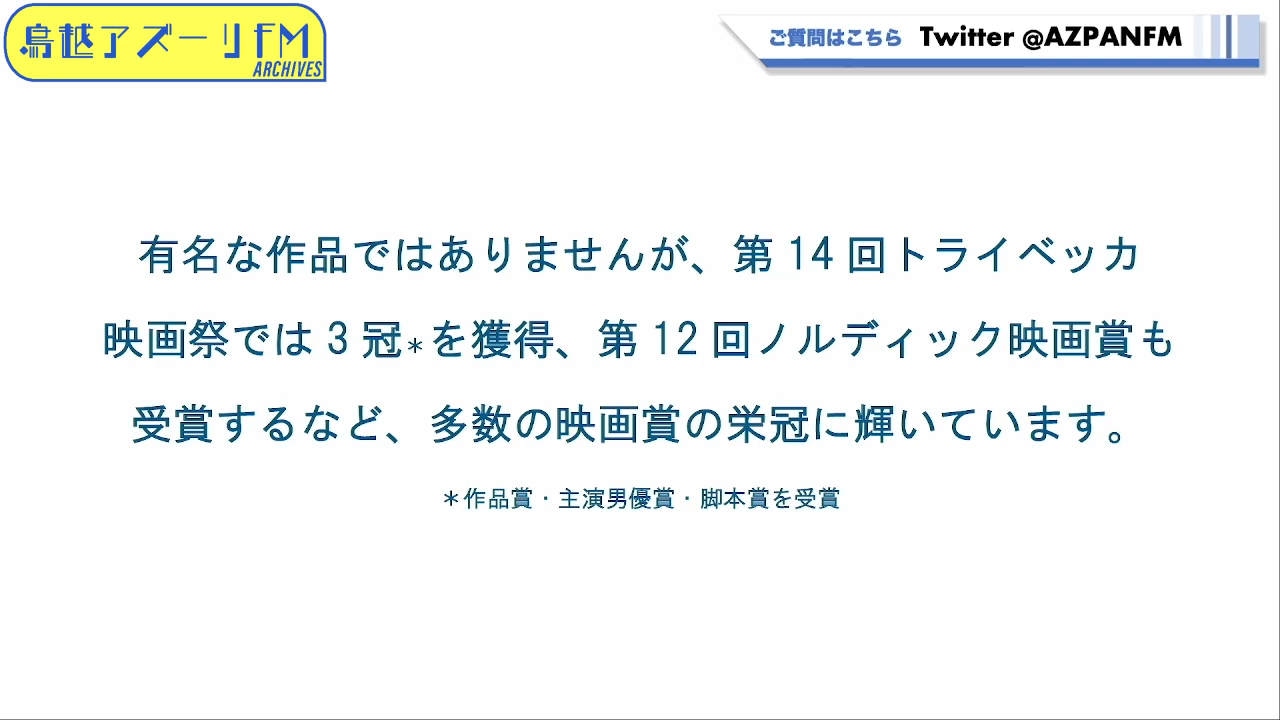 鳥越アズーリFM
ARCHIVES
ご質問はこちら Twitter @AZPANFM
有名な作品ではありませんが、第14回トライベッカ
映画祭では3冠*を獲得、第12回ノルディック映画賞も
受賞するなど、多数の映画賞の栄冠に輝いています。
＊作品賞・主演男優賞・脚本賞を受賞